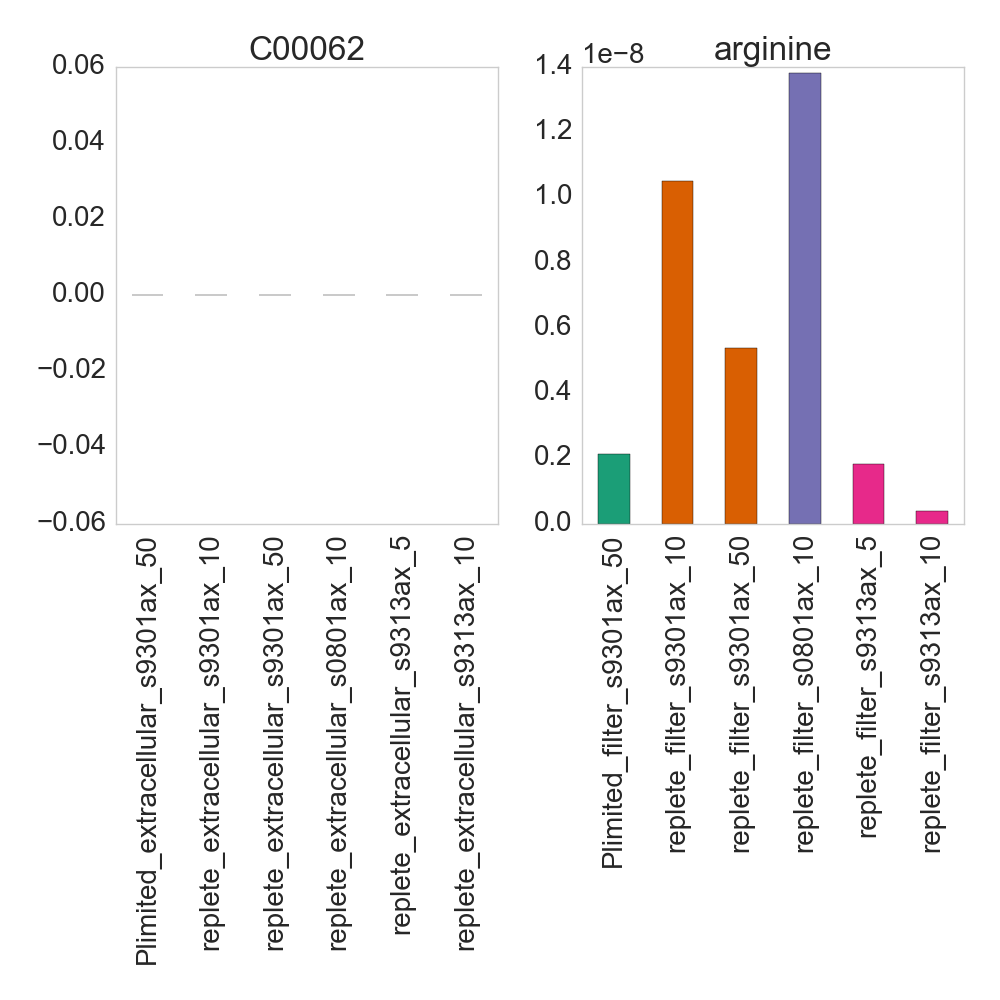 C00062
0.06
0.04
0.02
0.00
−0.02
−0.04
−0.06
Plimited_extracellular_s9301ax_50
replete_extracellular_s9301ax_10
replete_extracellular_s9301ax_50
replete_extracellular_s0801ax_10
replete_extracellular_s9313ax_5
replete_extracellular_s9313ax_10
arginine
1e−8
1.4
1.2
1.0
0.8
0.6
0.4
0.2
0.0
Plimited_filter_s9301ax_50
replete_filter_s9301ax_10
replete_filter_s9301ax_50
replete_filter_s0801ax_10
replete_filter_s9313ax_5
replete_filter_s9313ax_10